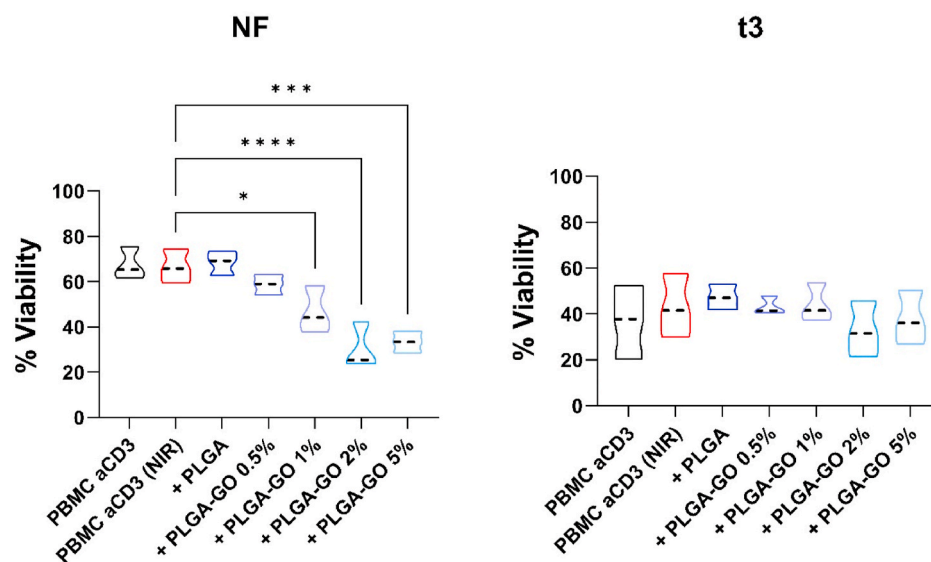 NF
***
****
*
% Viability
100
80
60
40
20
0
PBMC aCD3
PBMC aCD3 (NIR)
+ PLGA
+ PLGA-GO 0.5%
+ PLGA-GO 1%
+ PLGA-GO 2%
+ PLGA-GO 5%
t3
% Viability
100
80
60
40
20
0
PBMC aCD3
PBMC aCD3 (NIR)
+ PLGA
+ PLGA-GO 0.5%
+ PLGA-GO 1%
+ PLGA-GO 2%
+ PLGA-GO 5%